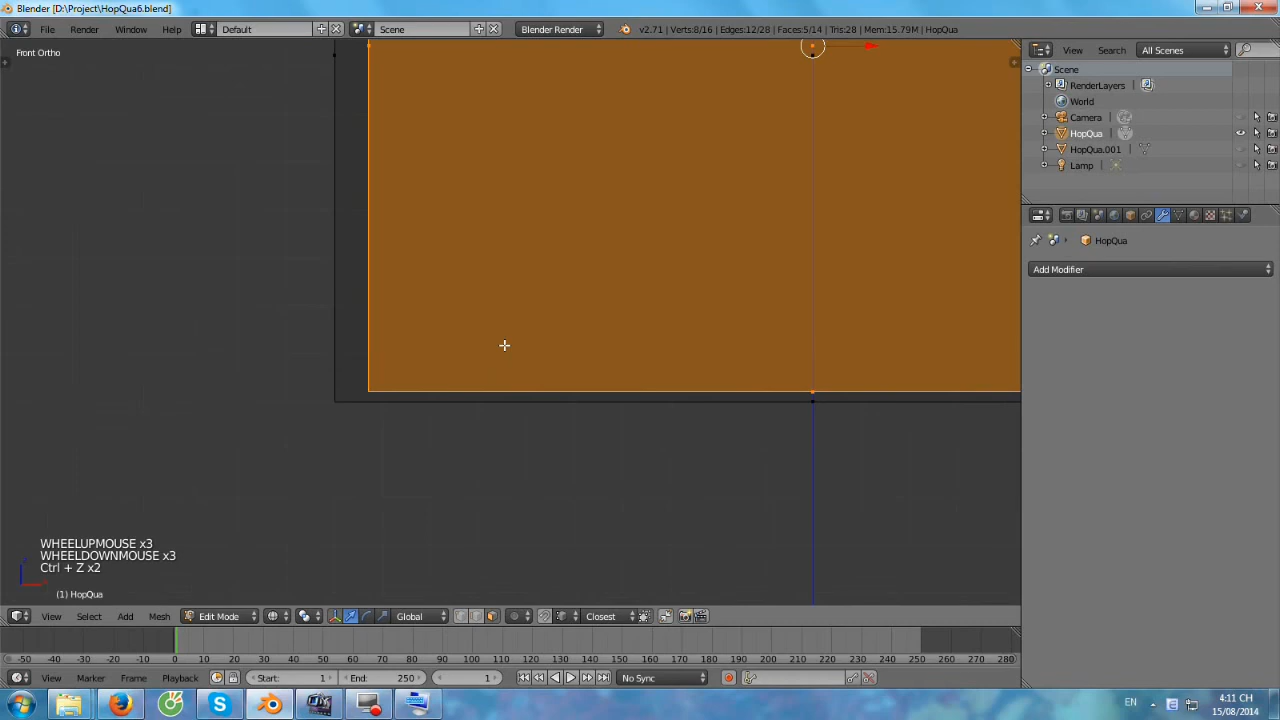 Blender [D:\Project\HopQua6.blend]
File Render Window Help Default Scene Blender Render v2.71 | Verts:8/16 | Edges:12/28 | Faces:5/14 | Tris:28 | Mem:15.79M | HopQua
View Search All Scenes
Front Ortho
Scene
RenderLayers
World
Camera
HopQua
HopQua.001
Lamp
HopQua
Add Modifier
WHEELUPMOUSE x3
WHEELDOWNMOUSE x3
Ctrl + Z x2
(1) HopQua
View Select Add Mesh Edit Mode Global Closest
-50 -40 -30 -20 -10 0 10 20 30 40 50 60 70 80 90 100 110 120 130 140 150 160 170 180 190 200 210 220 230 240 250 260 270 280
View Marker Frame Playback Start: 1 End: 250 1 No Sync
EN 4:11 CH
15/08/2014